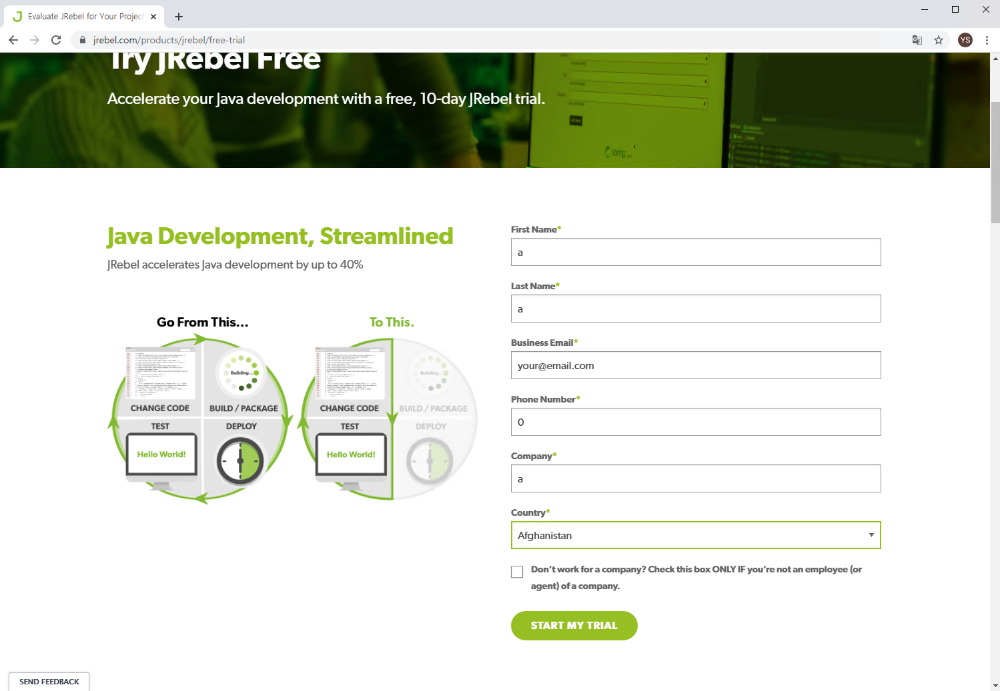 Evaluate JRebel for Your Project
jrebel.com/products/jrebel/free-trial
YS
Try JRebel Free
Accelerate your Java development with a free, 10-day JRebel trial.
spring
Java Development, Streamlined
JRebel accelerates Java development by up to 40%
Go From This...
To This.
Building...
CHANGE CODE
BUILD / PACKAGE
TEST
DEPLOY
Hello World!
Building...
CHANGE CODE
BUILD / PACKAGE
TEST
DEPLOY
Hello World!
First Name*
a
Last Name*
a
Business Email*
your@email.com
Phone Number*
0
Company*
a
Country*
Afghanistan
Don't work for a company? Check this box ONLY IF you're not an employee (or
agent) of a company.
START MY TRIAL
SEND FEEDBACK